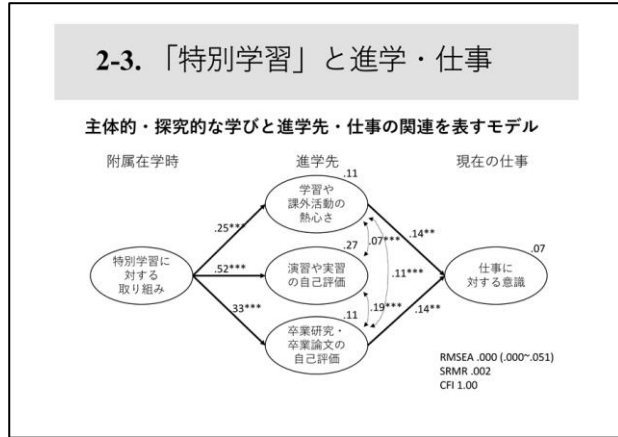 2-3. 「特別学習」と進学・仕事
主体的・探究的な学びと進学先・仕事の関連を表すモデル
附属在学時
進学先
現在の仕事
.11
学習や
課外活動の
熱心さ
.25***
.14**
.07***
.27
.07
特別学習に
対する
取り組み
.52***
演習や実習
の自己評価
.11***
仕事に
対する意識
.33***
.19***
.14**
.11
卒業研究・
卒業論文の
自己評価
RMSEA .000 (.000~.051)
SRMR .002
CFI 1.00